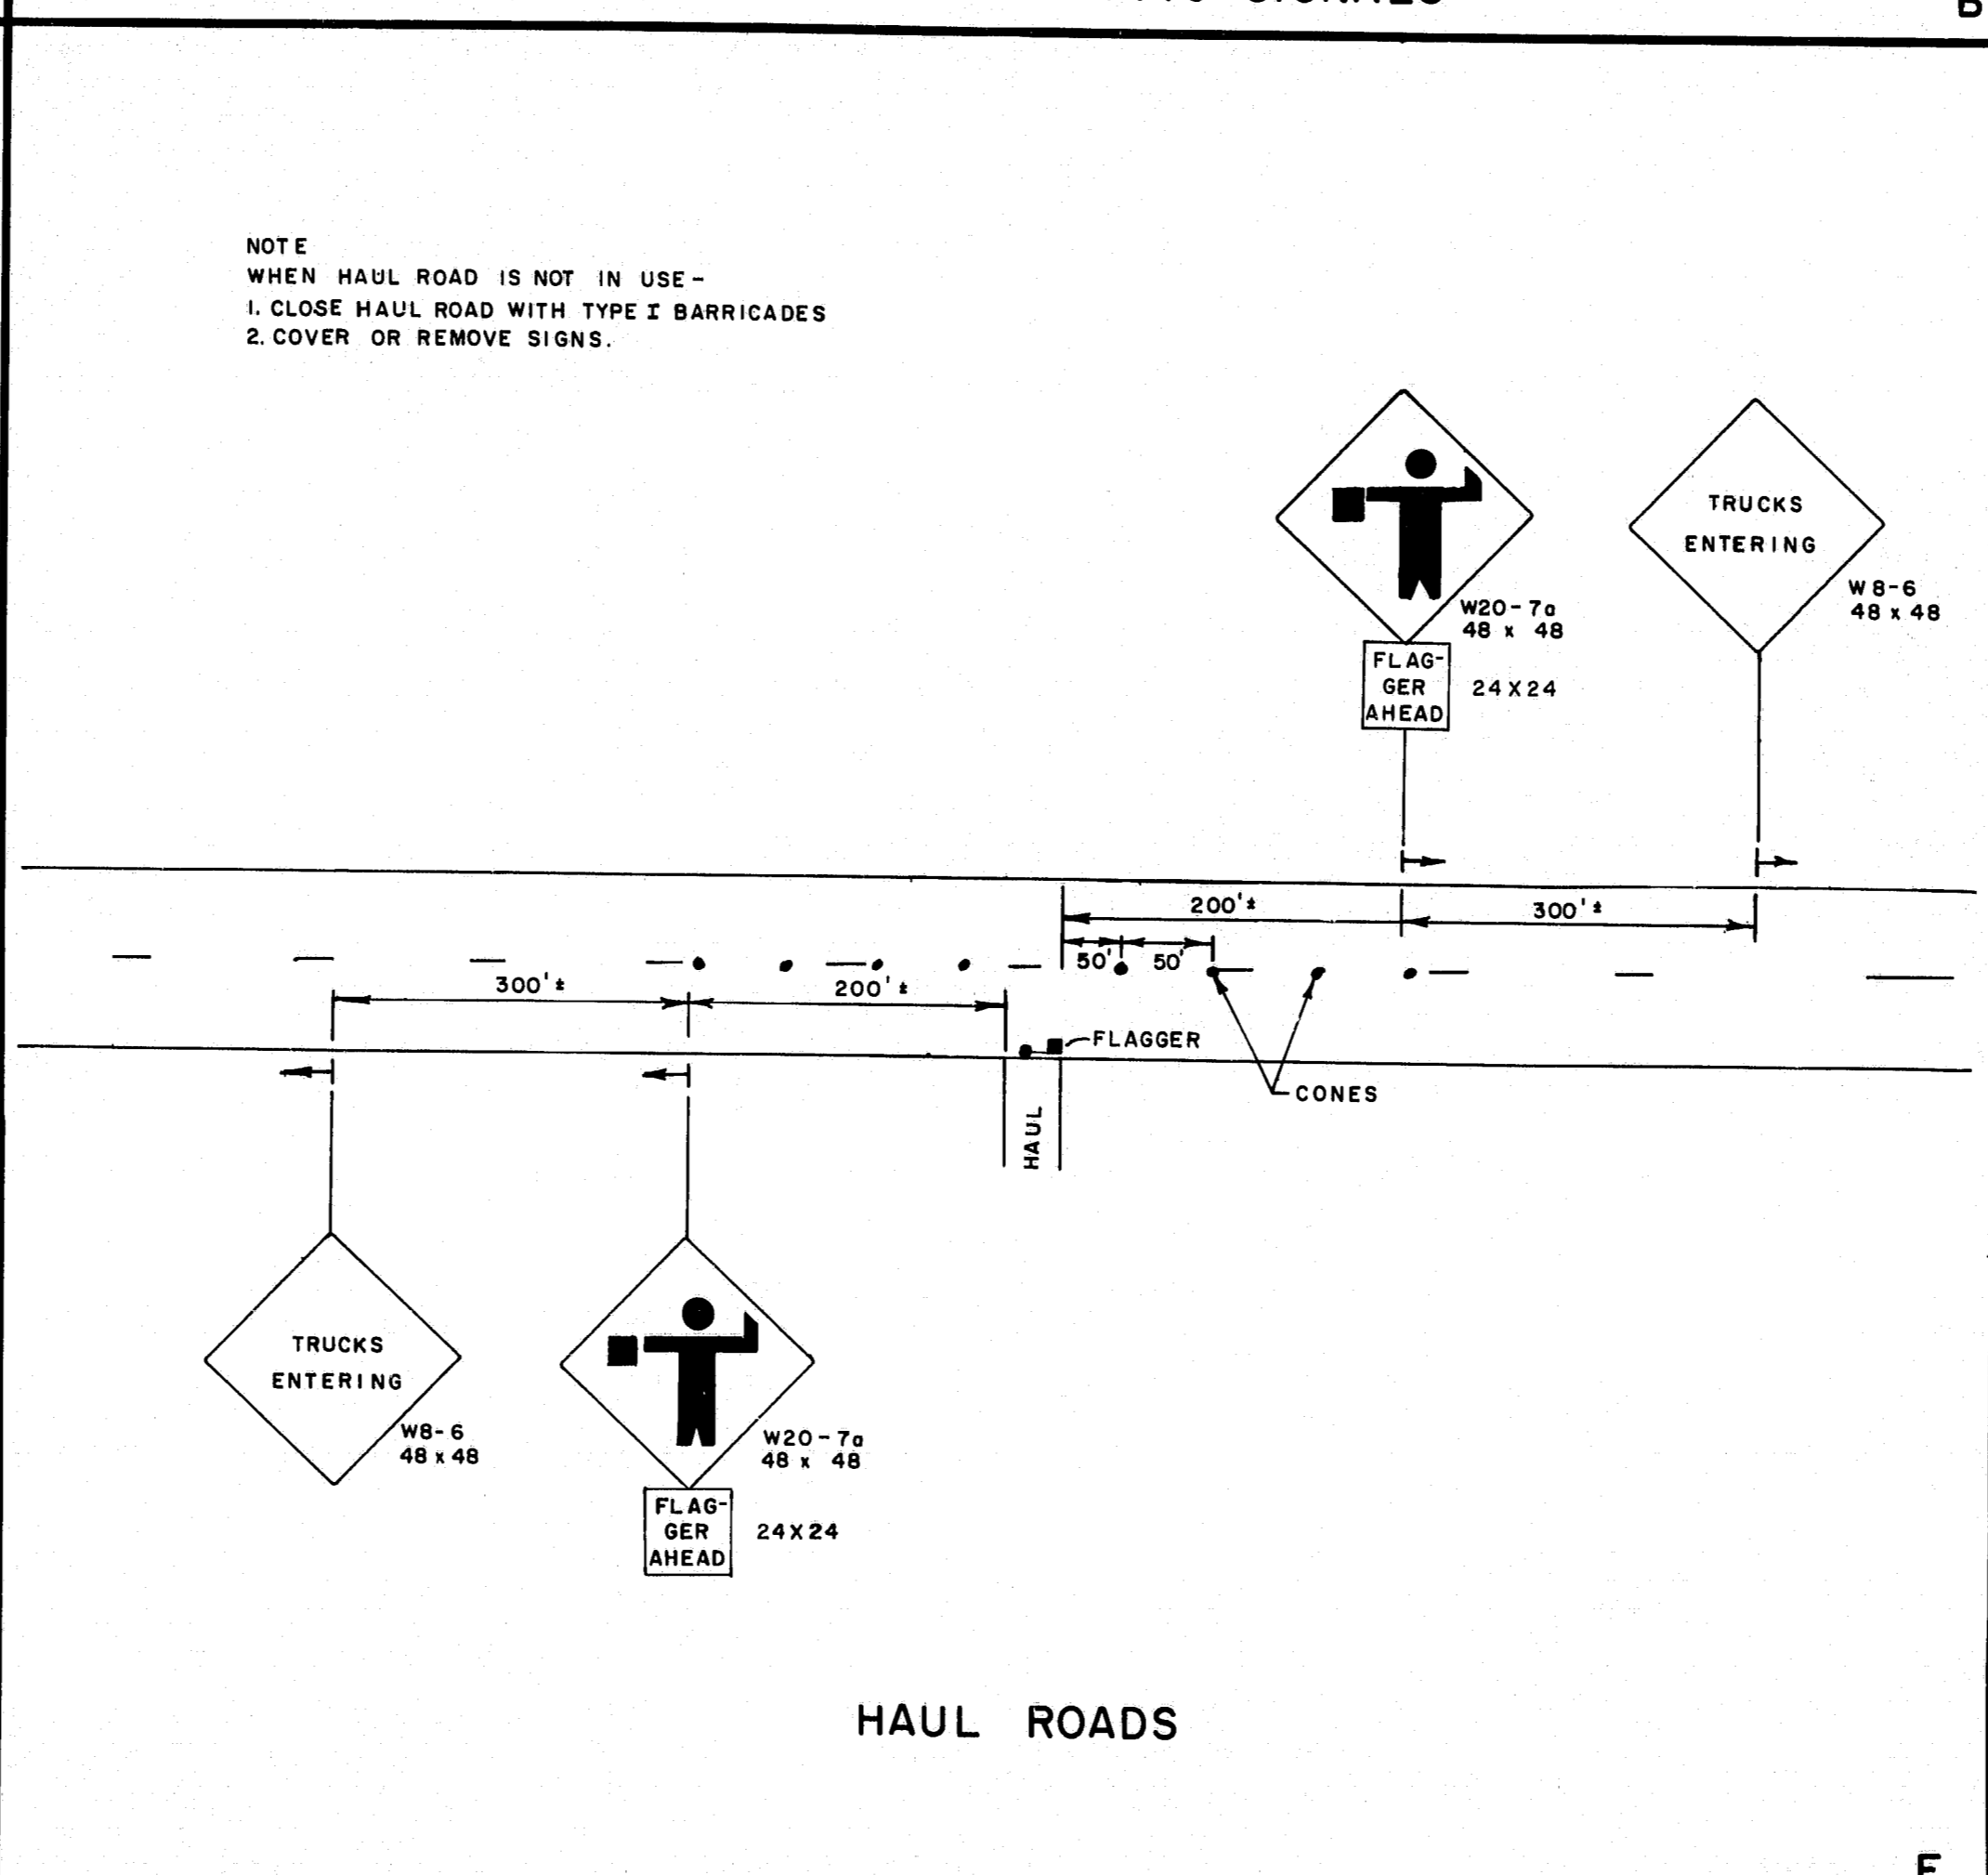 B
NOTE
WHEN HAUL ROAD IS NOT IN USE -
1. CLOSE HAUL ROAD WITH TYPE I BARRICADES
2. COVER OR REMOVE SIGNS.
TRUCKS
ENTERING
W8-6
48 x 48
W20-7a
48 x 48
FLAG-
GER
AHEAD
24X24
200'±
300'±
50'
50'
300'±
200'±
FLAGGER
CONES
HAUL
TRUCKS
ENTERING
W8-6
48 x 48
W20-7a
48 x 48
FLAG-
GER
AHEAD
24X24
HAUL ROADS